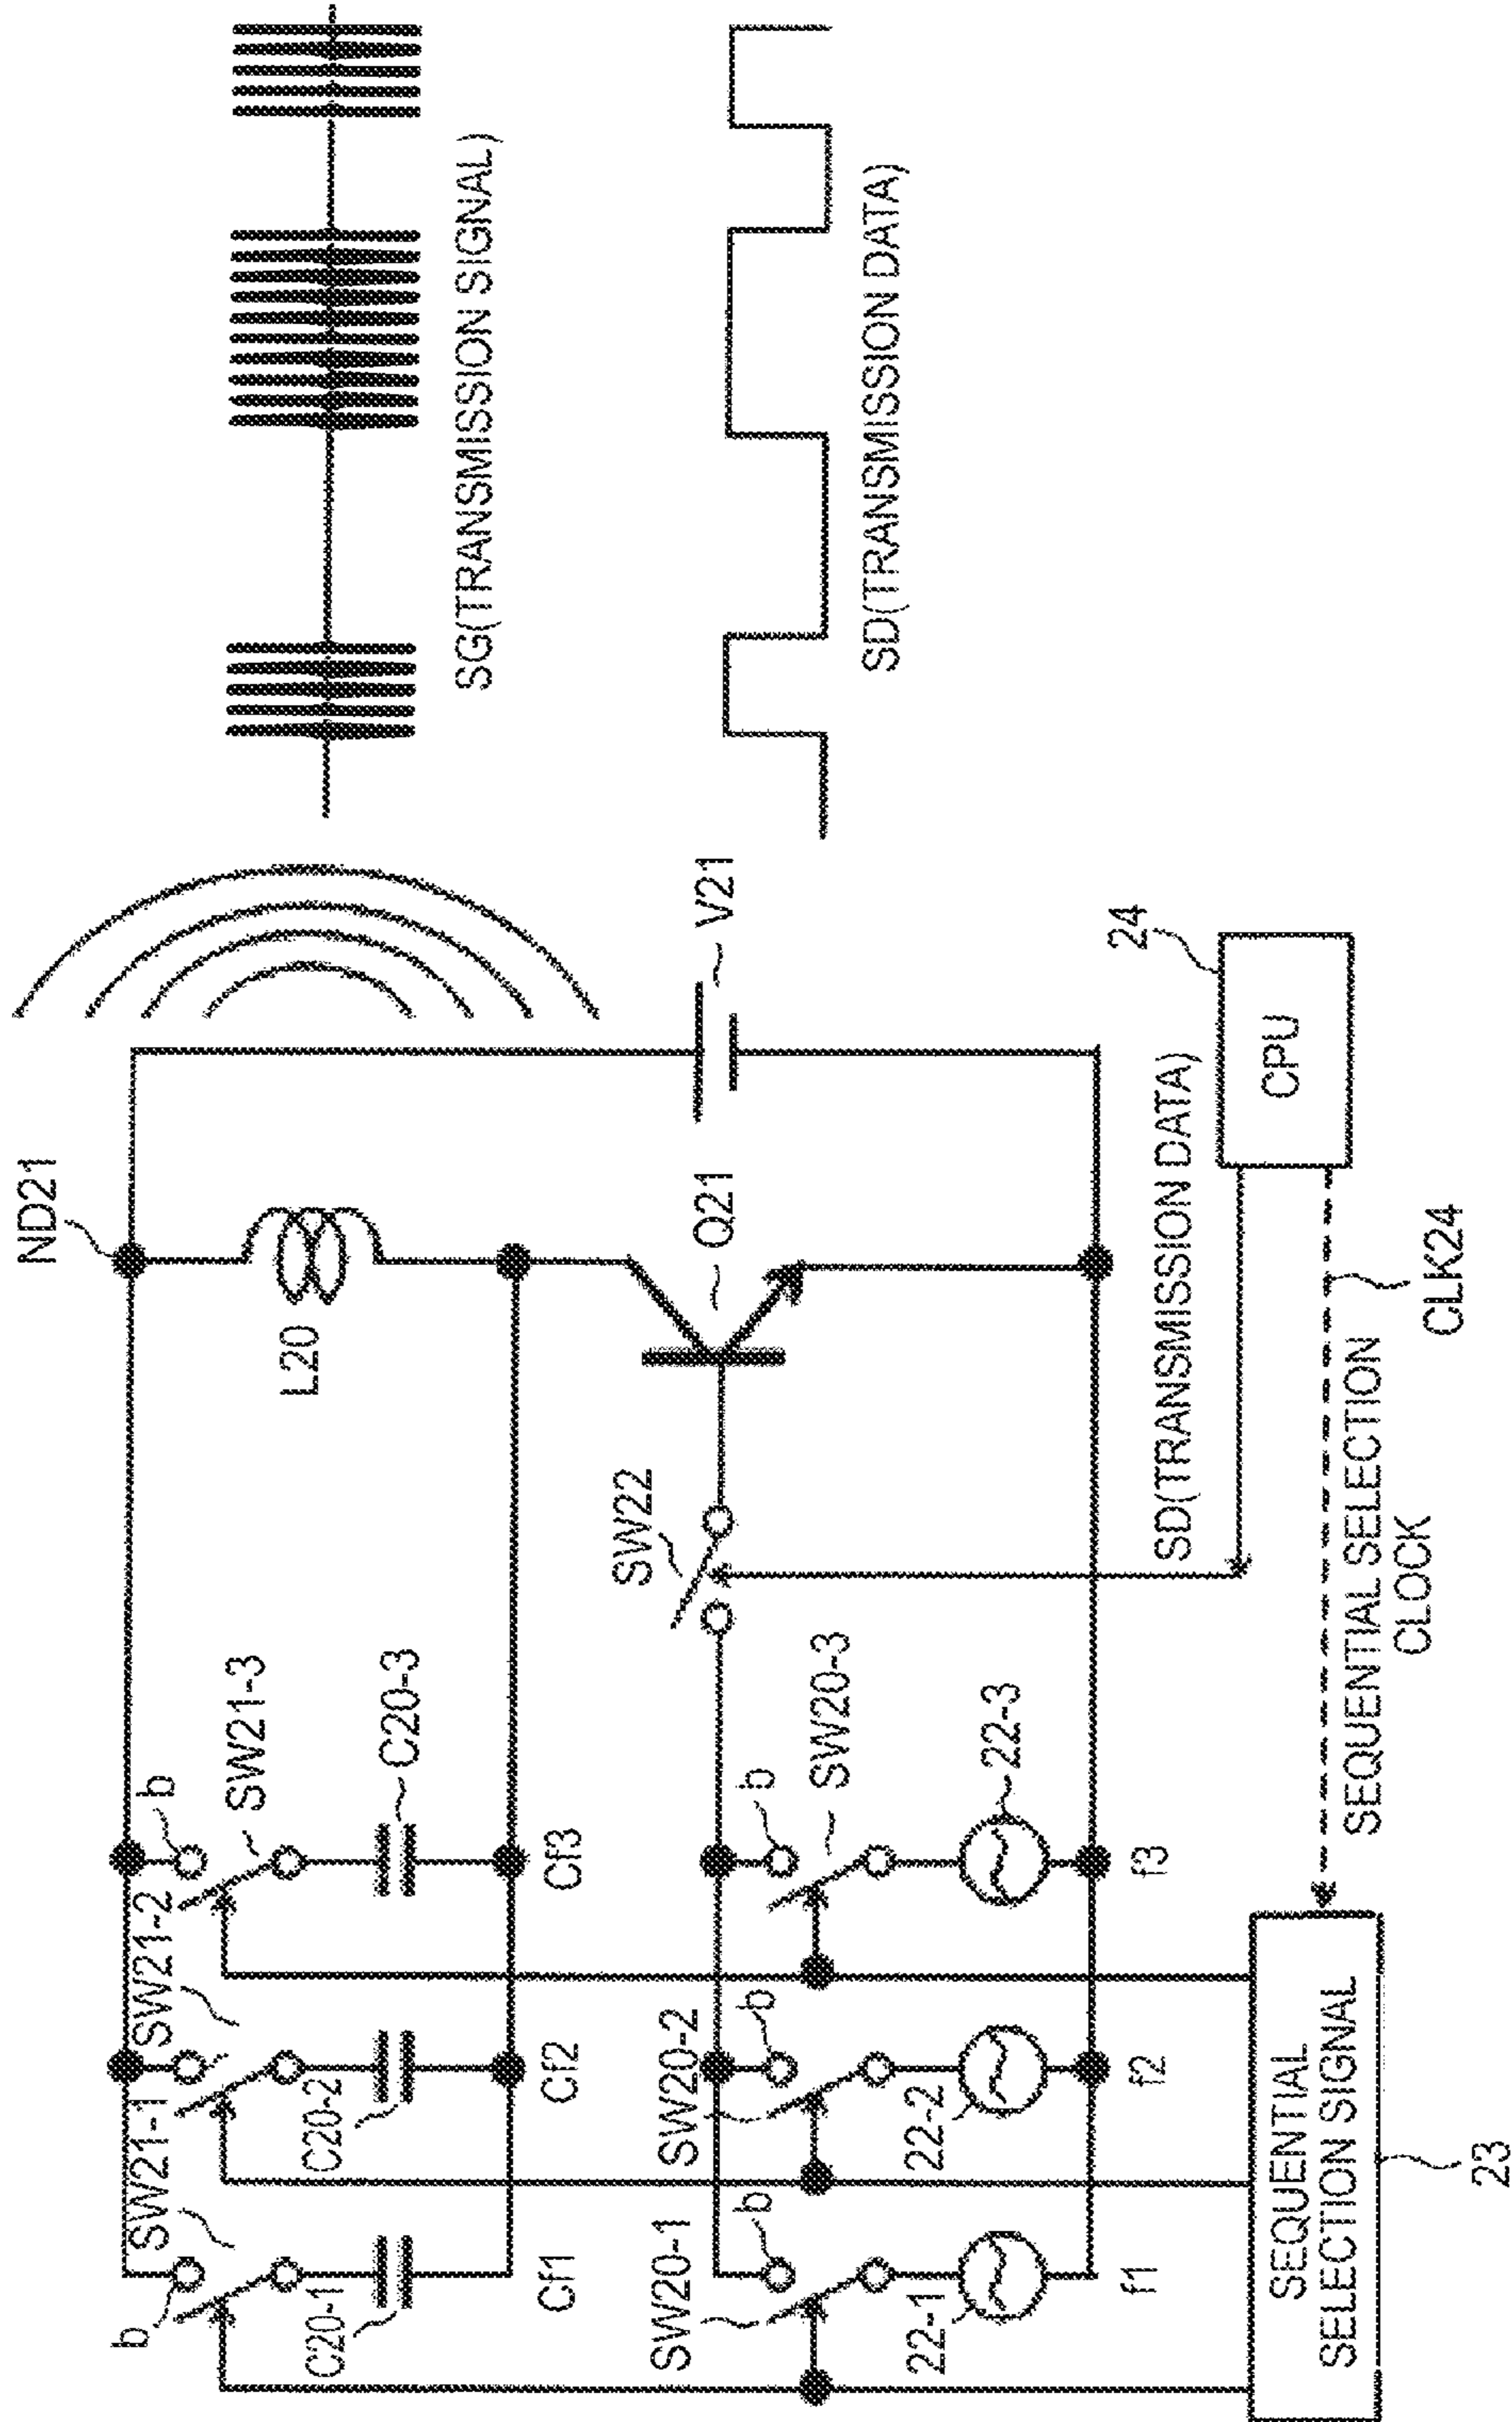 ND21
SW21-1
SW21-2
b
b
SW21-3
L20
C20-1
C20-2
C20-3
Cf1
Cf2
Cf3
SG(TRANSMISSION SIGNAL)
SW22
Q21
V21
SW20-1
b
SW20-2
b
b
SW20-3
22-1
22-2
22-3
f1
f2
f3
SD(TRANSMISSION DATA)
SD(TRANSMISSION DATA)
24
CPU
SEQUENTIAL
SELECTION SIGNAL
23
SEQUENTIAL SELECTION
CLOCK
CLK24